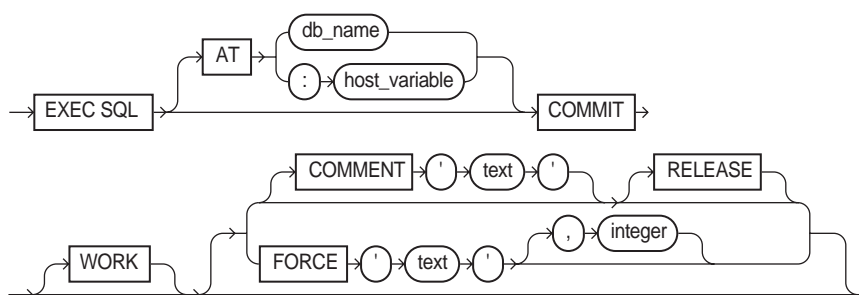 db_name
AT
: host_variable
EXEC SQL COMMIT
COMMENT ' text ' RELEASE
, integer
WORK FORCE ' text '